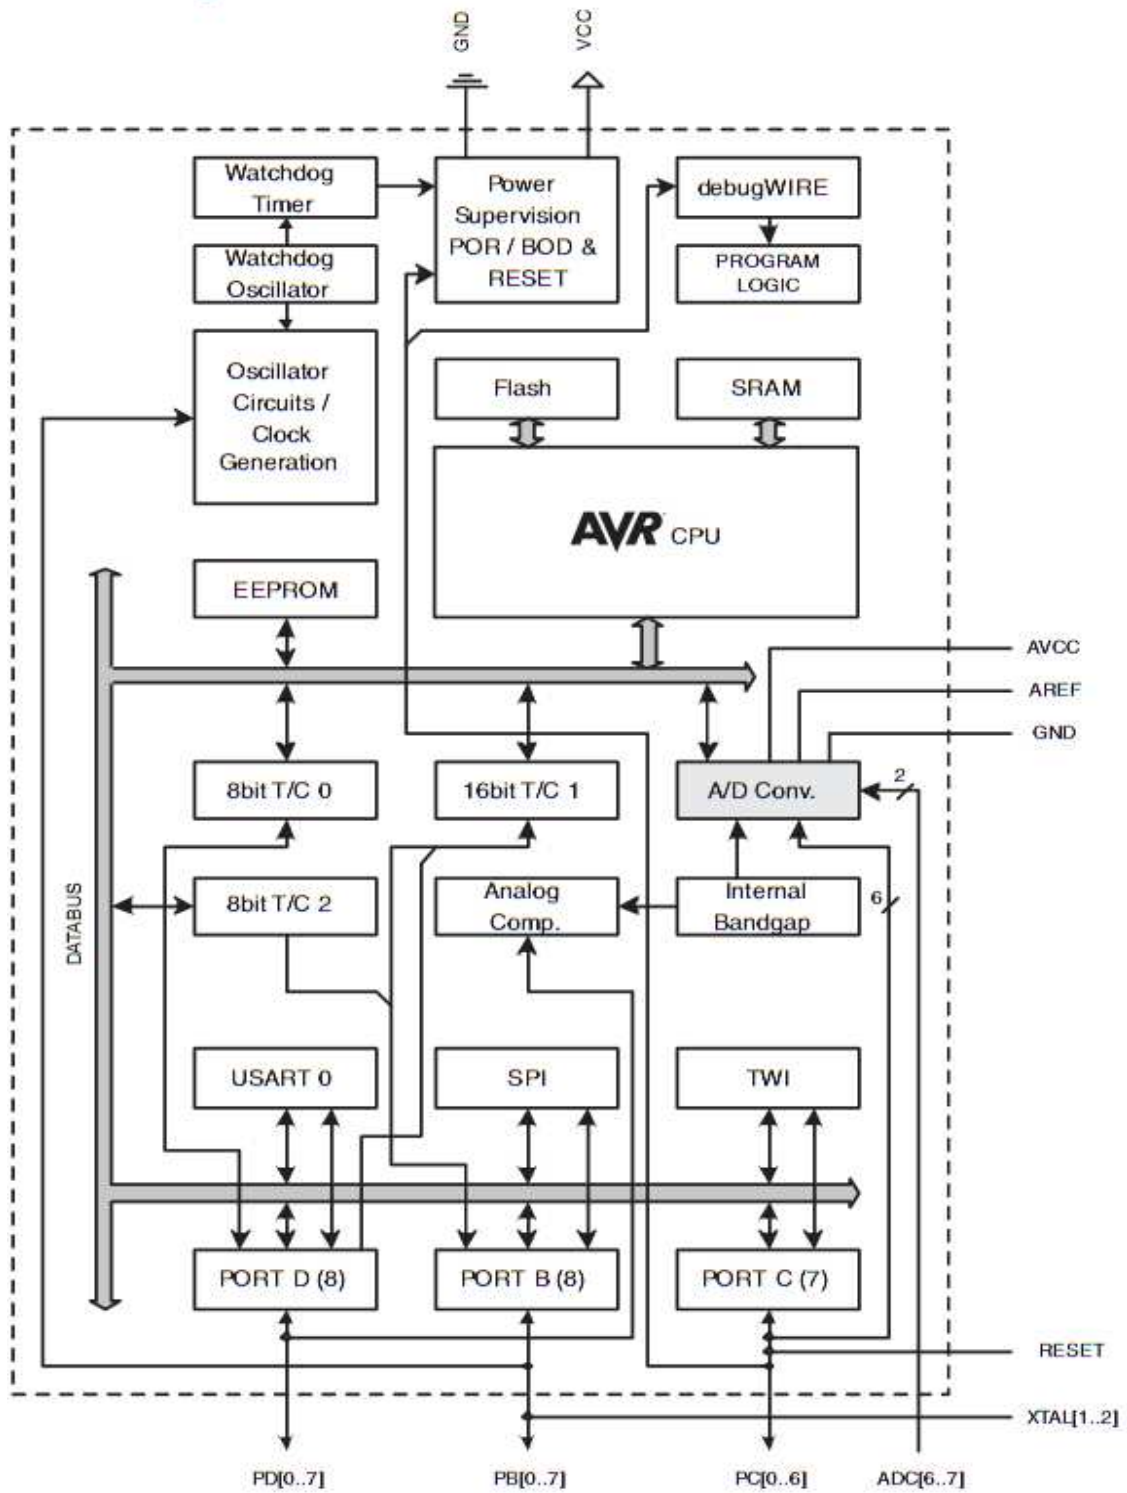 GND
VCC
Watchdog
Timer
Power
Supervision
POR / BOD &
RESET
debugWIRE
Watchdog
Oscillator
PROGRAM
LOGIC
Oscillator
Circuits /
Clock
Generation
Flash
SRAM
AVR CPU
EEPROM
AVCC
AREF
GND
8bit T/C 0
16bit T/C 1
A/D Conv.
2
DATABUS
8bit T/C 2
Analog
Comp.
Internal
Bandgap
6
USART 0
SPI
TWI
PORT D (8)
PORT B (8)
PORT C (7)
RESET
XTAL[1..2]
PD[0..7]
PB[0..7]
PC[0..6]
ADC[6..7]